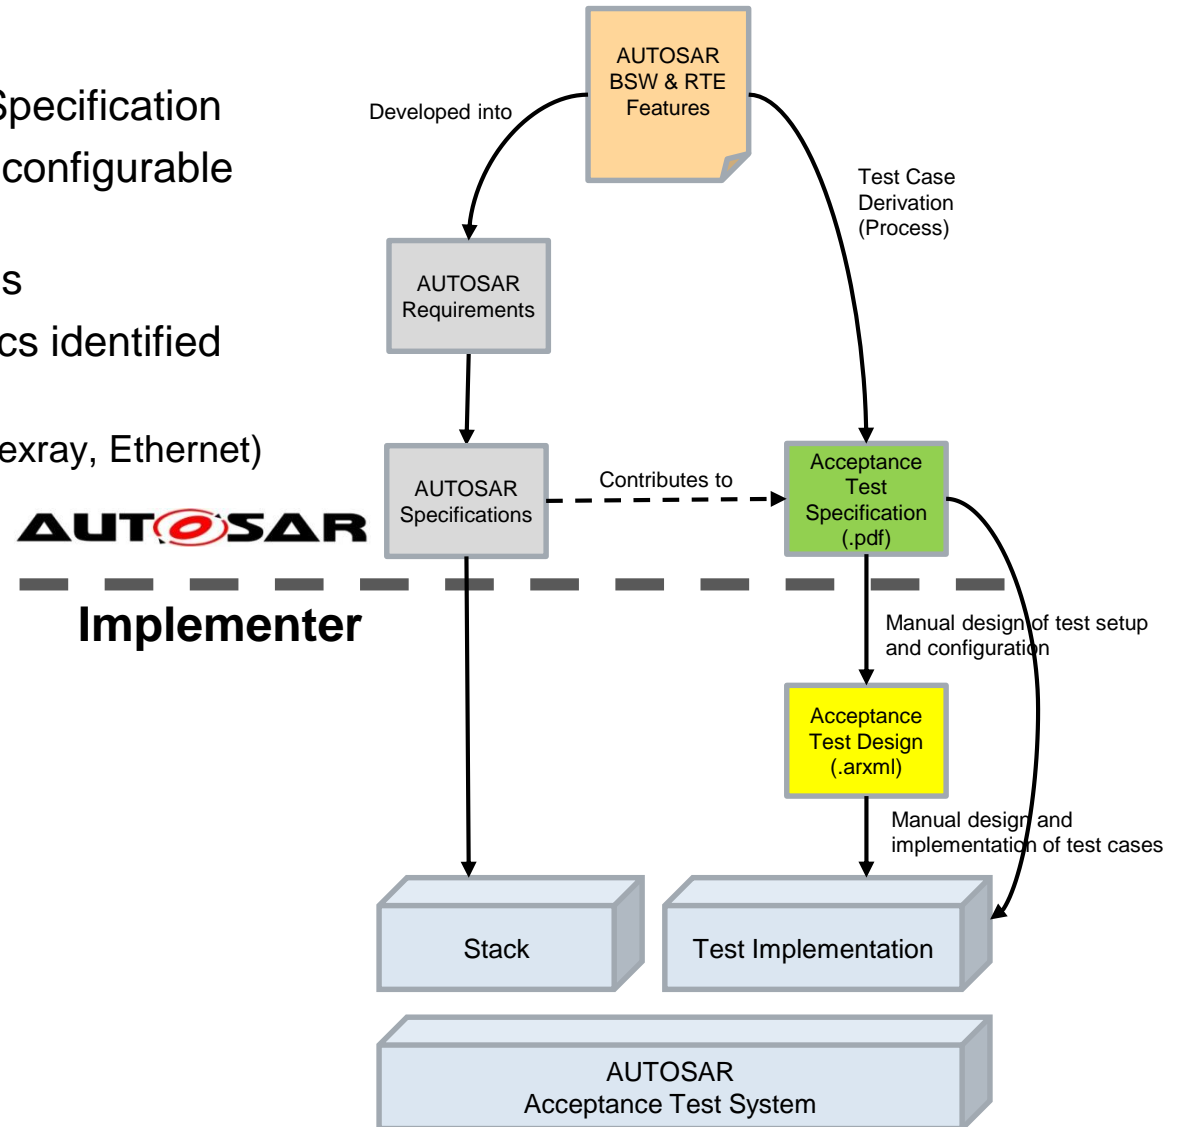 AUTOSAR
BSW & RTE
Features
Specification
Developed into
configurable
Test Case
Derivation
(Process)
s
AUTOSAR
Requirements
cs identified
exray, Ethernet)
AUTOSAR
AUTOSAR
Specifications
Contributes to
Acceptance
Test
Specification
(.pdf)
Implementer
Manual design of test setup
and configuration
Acceptance
Test Design
(.arxml)
Manual design and
implementation of test cases
Stack
Test Implementation
AUTOSAR
Acceptance Test System